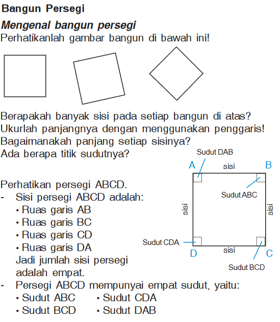 Bangun Persegi
Mengenal bangun persegi
Perhatikanlah gambar bangun di bawah ini!
Berapakah banyak sisi pada setiap bangun di atas?
Ukurlah panjangnya dengan menggunakan penggaris!
Bagaimanakah panjang setiap sisinya?
Ada berapa titik sudutnya?
Sudut DAB
A
sisi
B
Sudut ABC
sisi
sisi
Sudut CDA
sisi
D
C
Sudut BCD
Perhatikan persegi ABCD.
- Sisi persegi ABCD adalah:
• Ruas garis AB
• Ruas garis BC
• Ruas garis CD
• Ruas garis DA
Jadi jumlah sisi persegi
adalah empat.
- Persegi ABCD mempunyai empat sudut, yaitu:
• Sudut ABC • Sudut CDA
• Sudut BCD • Sudut DAB